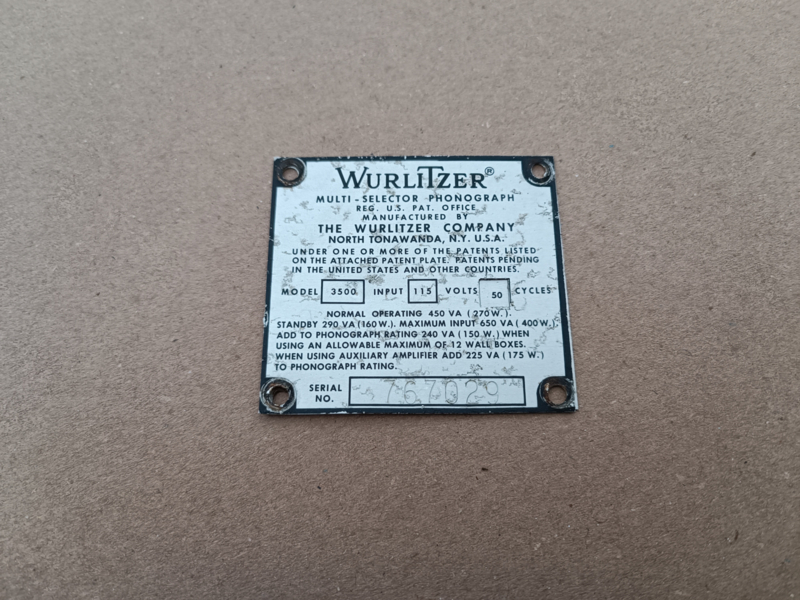 WURLITZER®
MULTI-SELECTOR PHONOGRAPH
REG. U.S. PAT. OFFICE
MANUFACTURED BY
THE WURLITZER COMPANY
NORTH TONAWANDA, N.Y. U.S.A.
UNDER ONE OR MORE OF THE PATENTS LISTED
ON THE ATTACHED PATENT PLATE. PATENTS PENDING
IN THE UNITED STATES AND OTHER COUNTRIES.
MODEL 3500 INPUT 115 VOLTS 50 CYCLES
NORMAL OPERATING 450 VA (270 W.).
STANDBY 290 VA (160 W.). MAXIMUM INPUT 650 VA (400 W.).
ADD TO PHONOGRAPH RATING 240 VA (150 W.) WHEN
USING AN ALLOWABLE MAXIMUM OF 12 WALL BOXES.
WHEN USING AUXILIARY AMPLIFIER ADD 225 VA (175 W.)
TO PHONOGRAPH RATING.
SERIAL NO. 767029